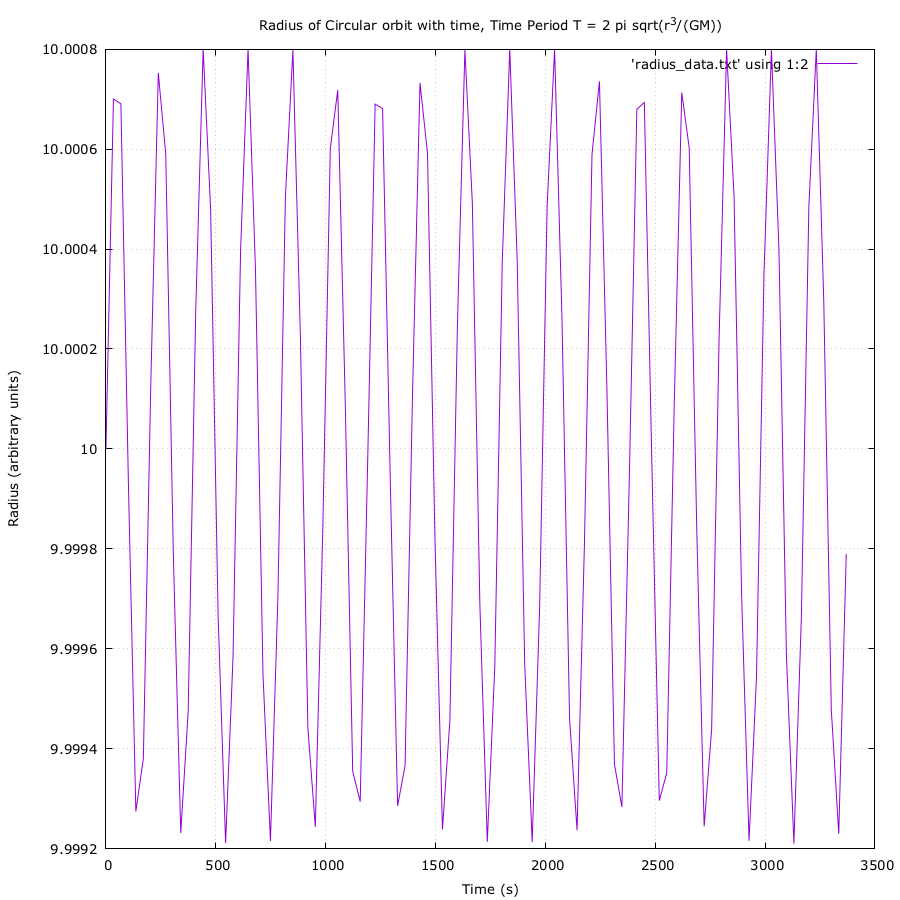 Radius of Circular orbit with time, Time Period T = 2 pi sqrt(r³/(GM))
'radius_data.txt' using 1:2
10.0008
10.0006
10.0004
10.0002
10
9.9998
9.9996
9.9994
9.9992
Radius (arbitrary units)
0 500 1000 1500 2000 2500 3000 3500
Time (s)